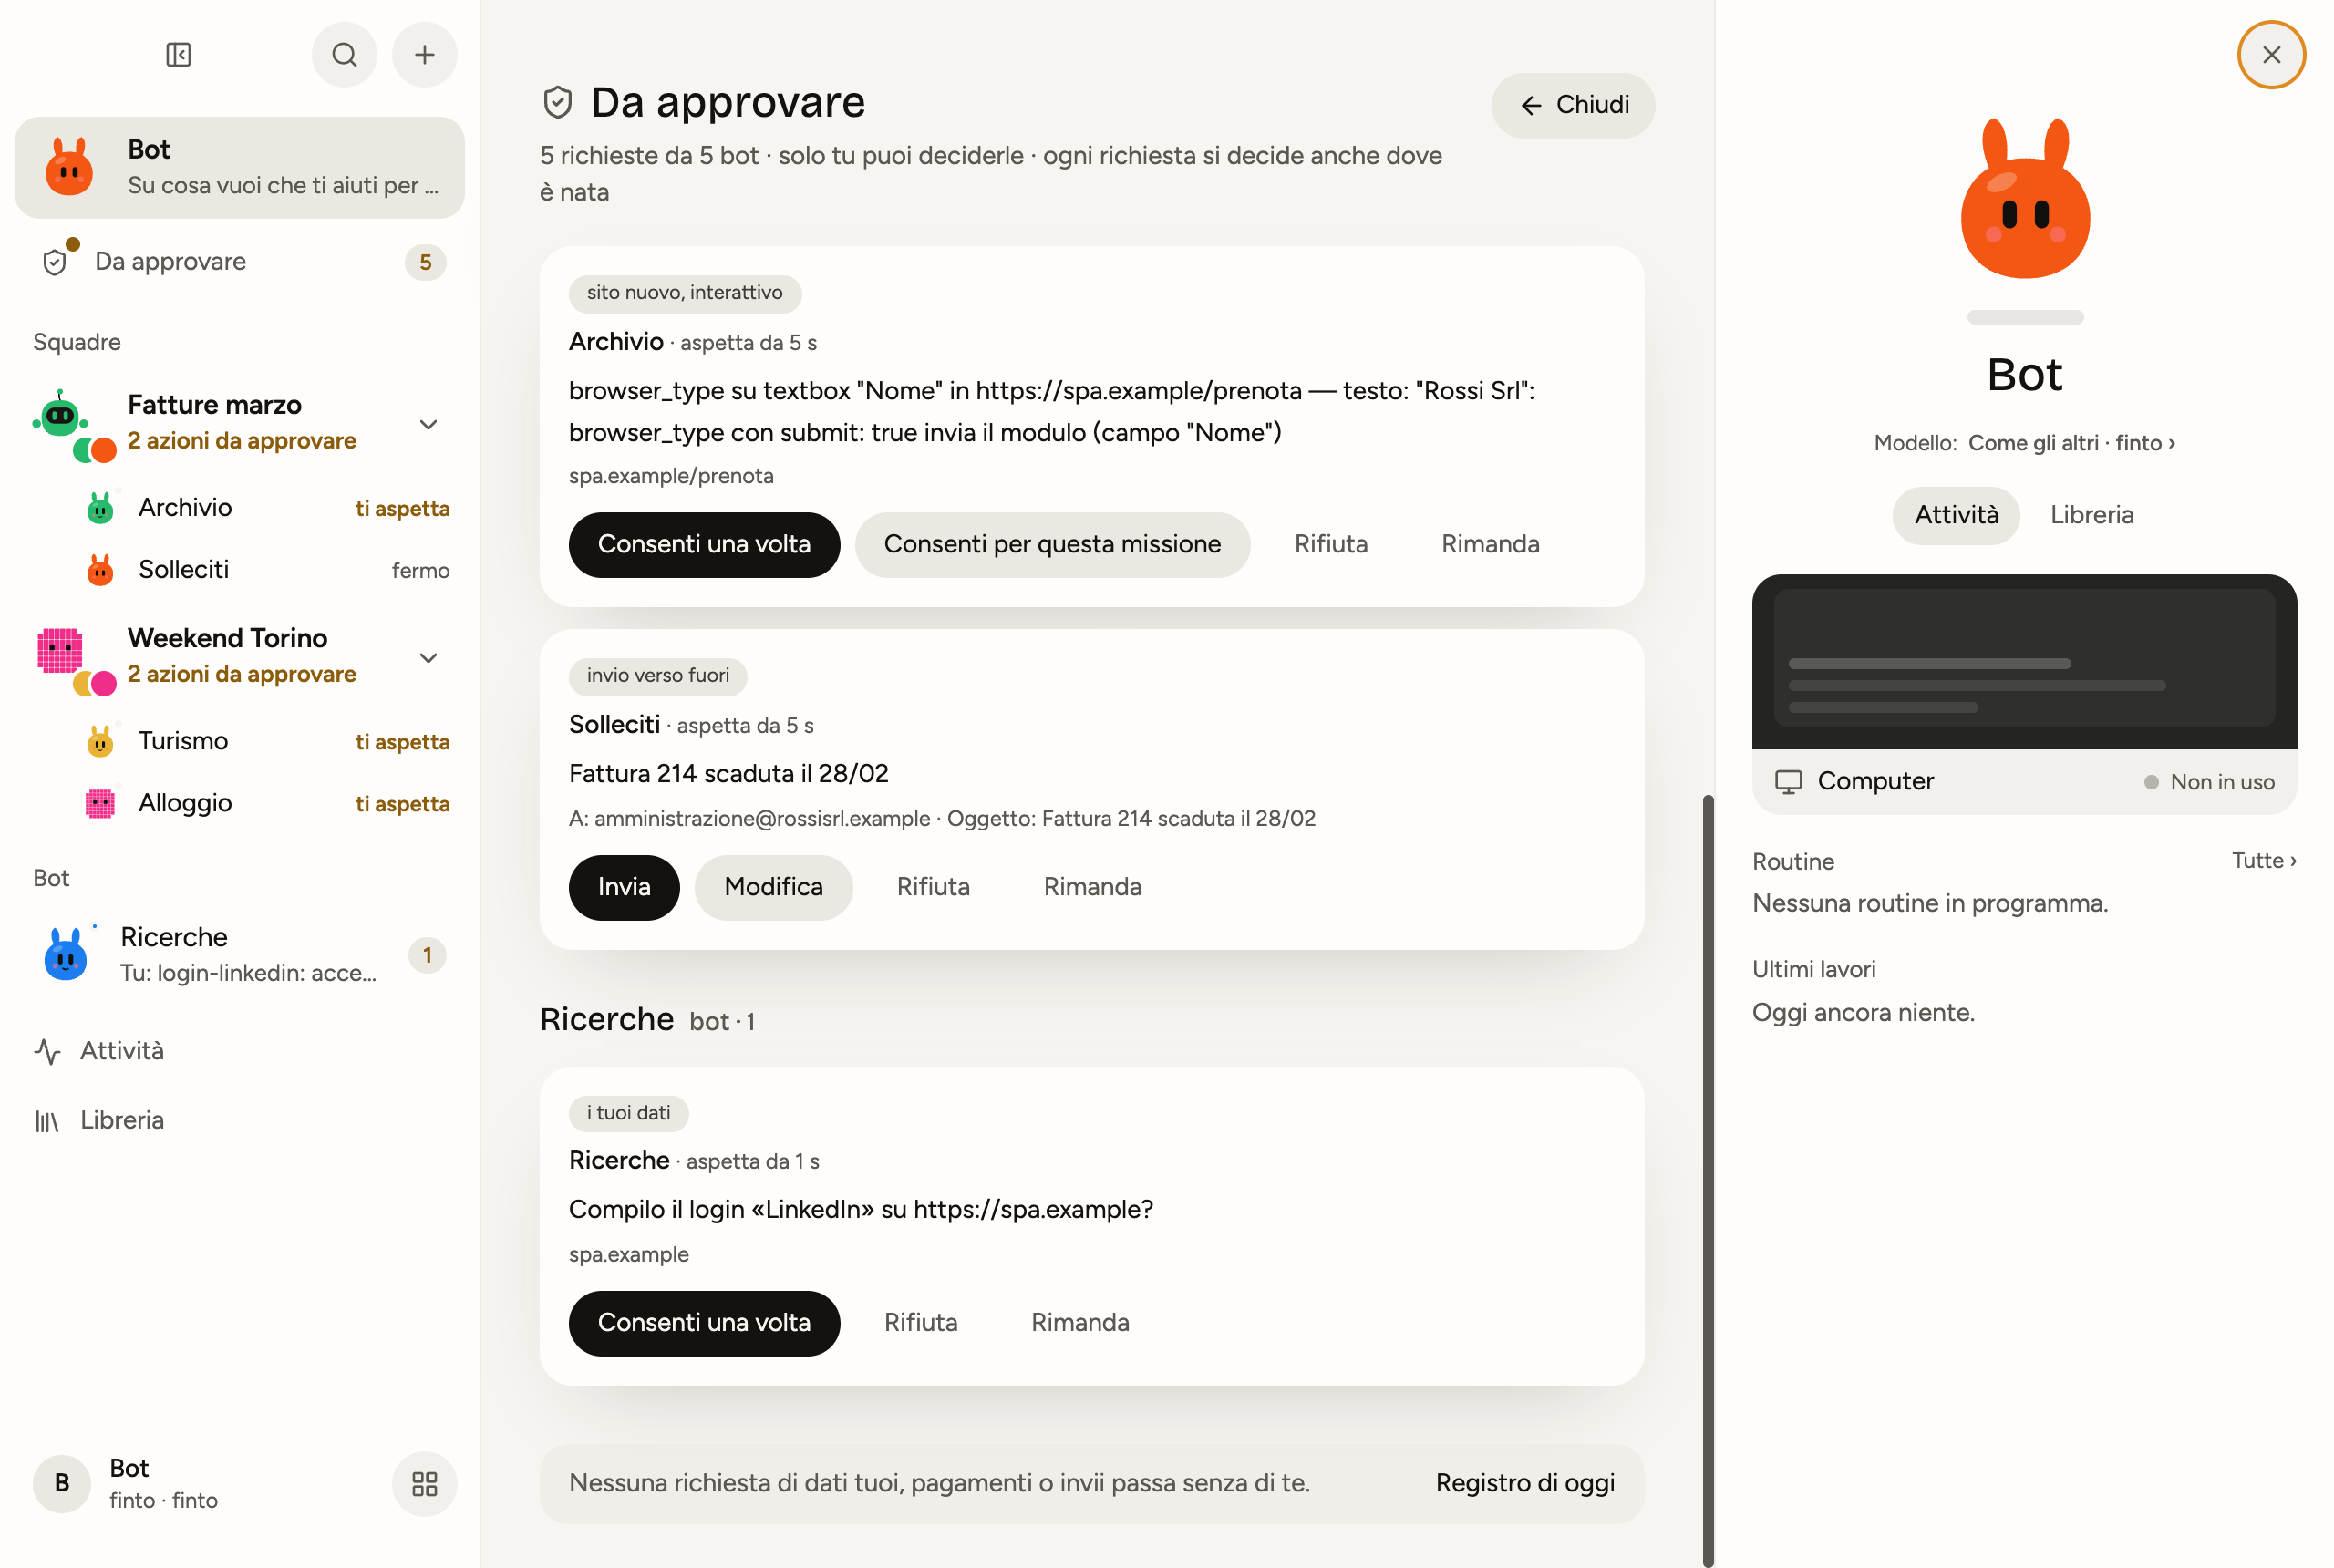 Bot
Su cosa vuoi che ti aiuti per ...
Da approvare
5
Squadre
Fatture marzo
2 azioni da approvare
Archivio
ti aspetta
Solleciti
fermo
Weekend Torino
2 azioni da approvare
Turismo
ti aspetta
Alloggio
ti aspetta
Bot
Ricerche
Tu: login-linkedin: acce...
1
Attività
Libreria
B
Bot
finto · finto
Da approvare
Chiudi
5 richieste da 5 bot · solo tu puoi deciderle · ogni richiesta si decide anche dove
è nata
sito nuovo, interattivo
Archivio · aspetta da 5 s
browser_type su textbox "Nome" in https://spa.example/prenota — testo: "Rossi Srl":
browser_type con submit: true invia il modulo (campo "Nome")
spa.example/prenota
Consenti una volta
Consenti per questa missione
Rifiuta
Rimanda
invio verso fuori
Solleciti · aspetta da 5 s
Fattura 214 scaduta il 28/02
A: amministrazione@rossisrl.example · Oggetto: Fattura 214 scaduta il 28/02
Invia
Modifica
Rifiuta
Rimanda
Ricerche bot · 1
i tuoi dati
Ricerche · aspetta da 1 s
Compilo il login «LinkedIn» su https://spa.example?
spa.example
Consenti una volta
Rifiuta
Rimanda
Nessuna richiesta di dati tuoi, pagamenti o invii passa senza di te.
Registro di oggi
Bot
Modello: Come gli altri · finto ›
Attività
Libreria
Computer
Non in uso
Routine
Tutte ›
Nessuna routine in programma.
Ultimi lavori
Oggi ancora niente.